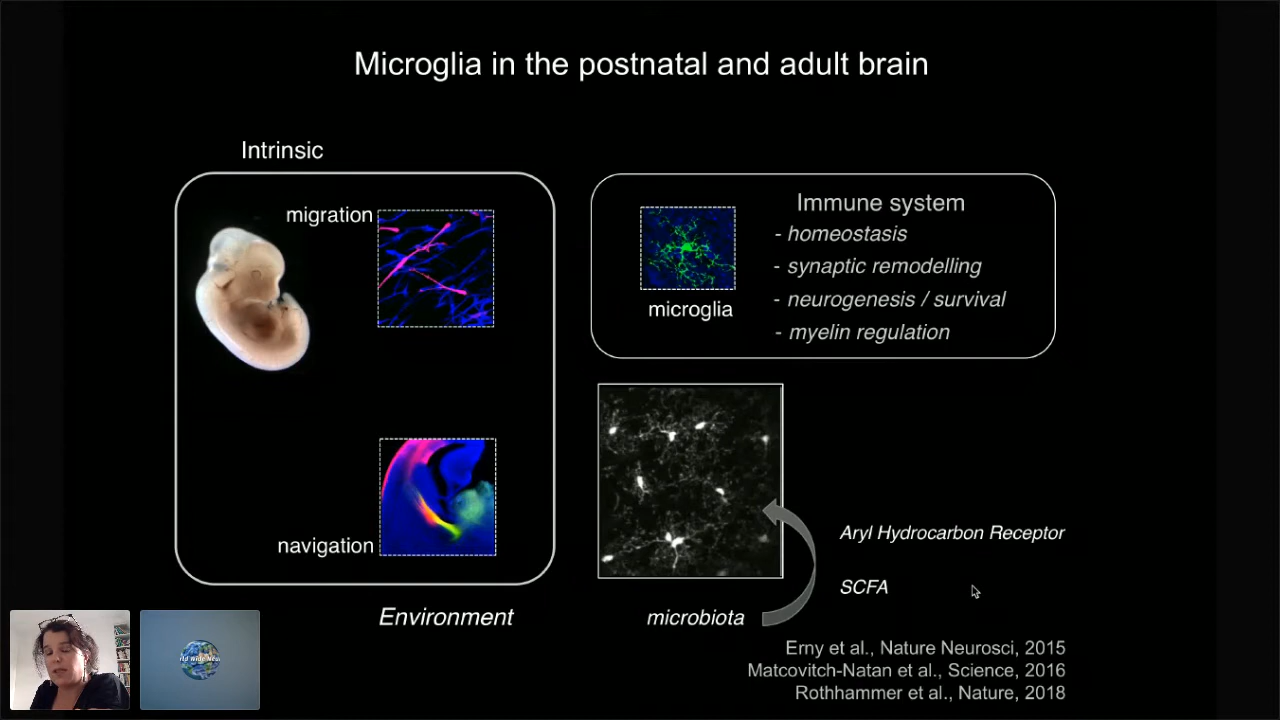 Microglia in the postnatal and adult brain
Intrinsic
migration
navigation
Environment
microglia
Immune system
- homeostasis
- synaptic remodelling
- neurogenesis / survival
- myelin regulation
Aryl Hydrocarbon Receptor
SCFA
microbiota
Erny et al., Nature Neurosci, 2015
Matcovitch-Natan et al., Science, 2016
Rothhammer et al., Nature, 2018